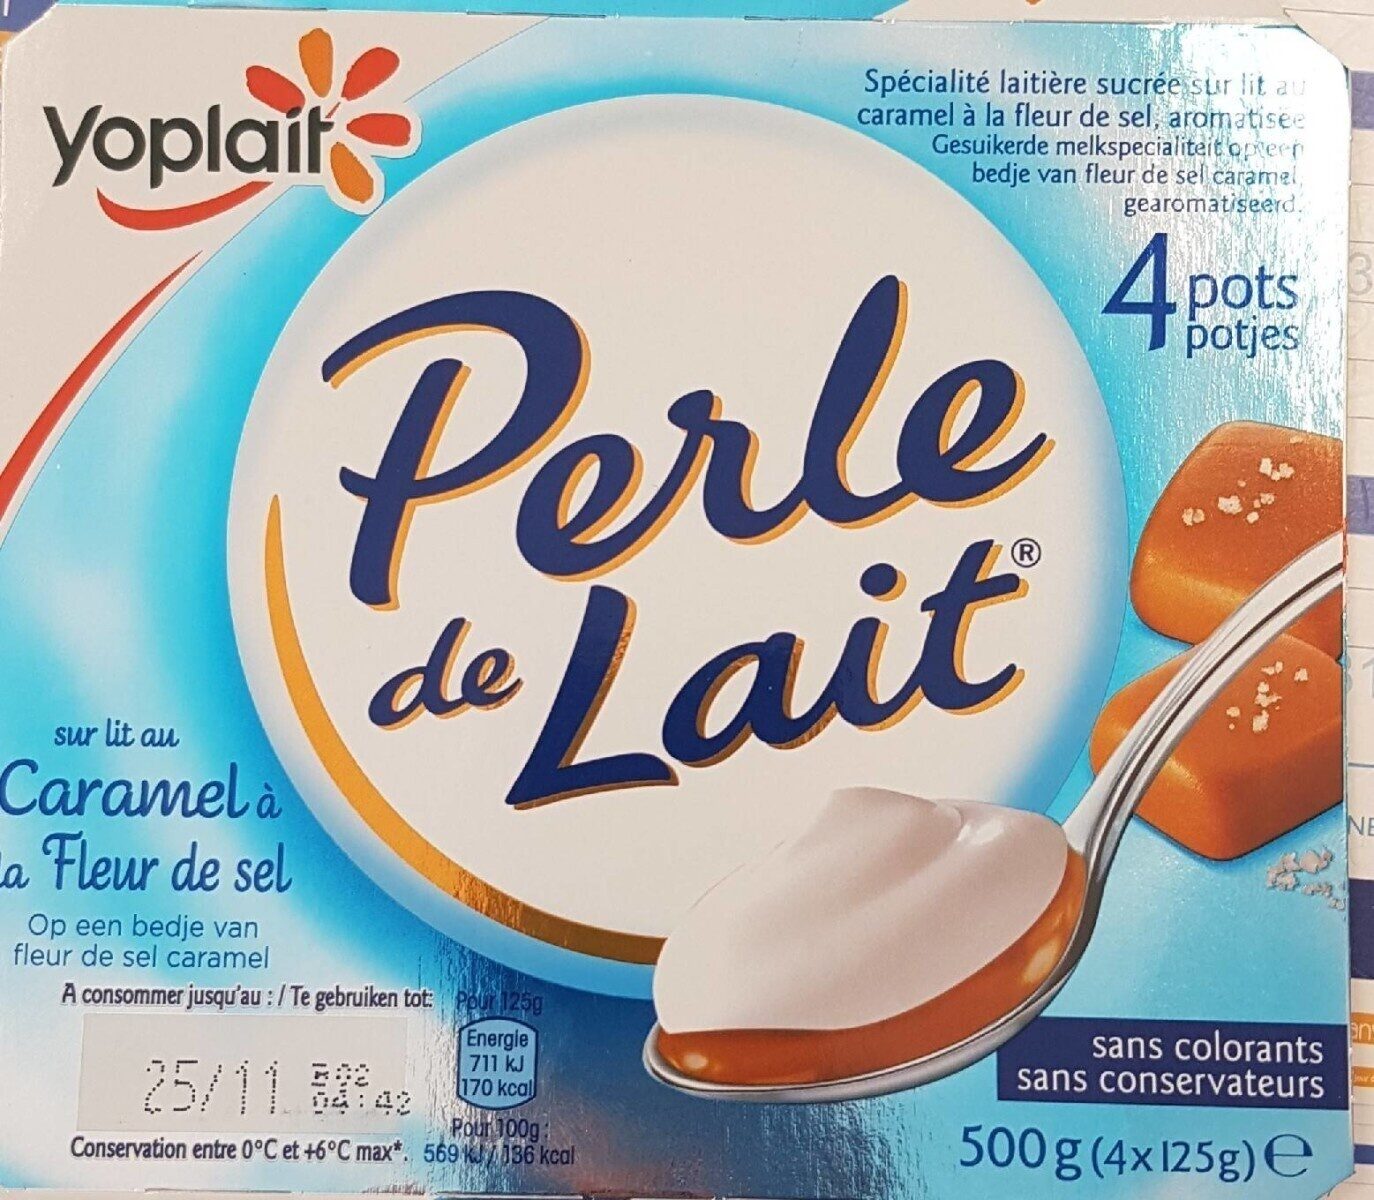 yoplait
Spécialité laitière sucrée sur lit au
caramel à la fleur de sel, aromatisée
Gesuikerde melkspecialiteit op een
bedje van fleur de sel caramel,
gearomatiseerd.
4 pots
potjes
Perle
de Lait®
sur lit au
Caramel à
la Fleur de sel
Op een bedje van
fleur de sel caramel
A consommer jusqu'au : / Te gebruiken tot:
25/11
04:42
Pour 125g
Energie
711 kJ
170 kcal
Pour 100g :
569 kJ / 136 kcal
Conservation entre 0°C et +6°C max*.
sans colorants
sans conservateurs
500g (4x125g) e